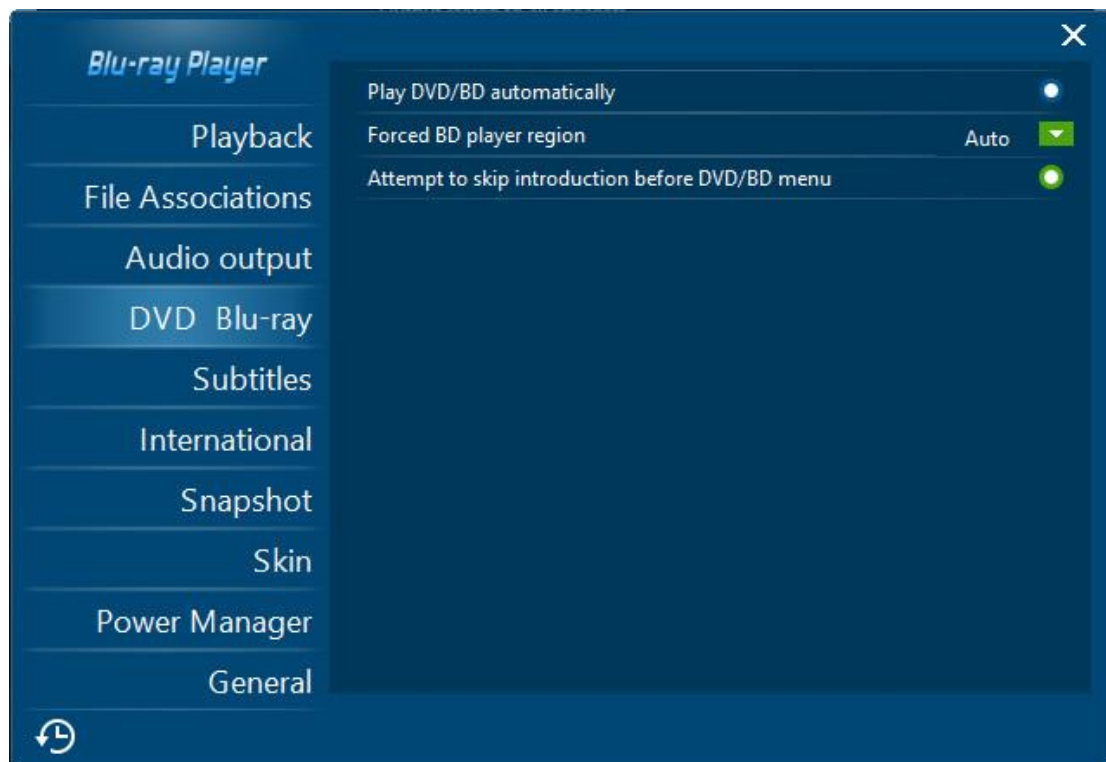 Blu-ray Player
Playback
File Associations
Audio output
DVD Blu-ray
Subtitles
International
Snapshot
Skin
Power Manager
General
Play DVD/BD automatically
Forced BD player region Auto
Attempt to skip introduction before DVD/BD menu